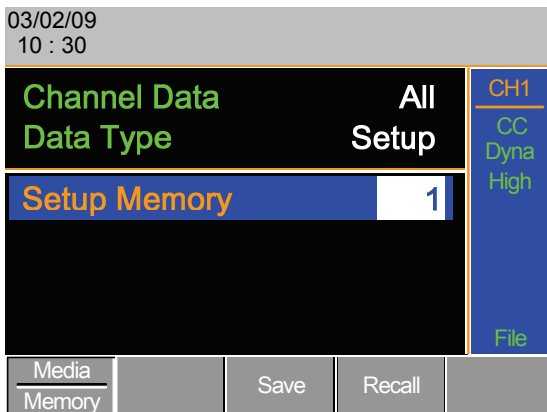 03/02/09
10 : 30
Channel Data All
Data Type Setup
Setup Memory 1
CH1
CC
Dyna
High
File
Media
Memory
Save
Recall